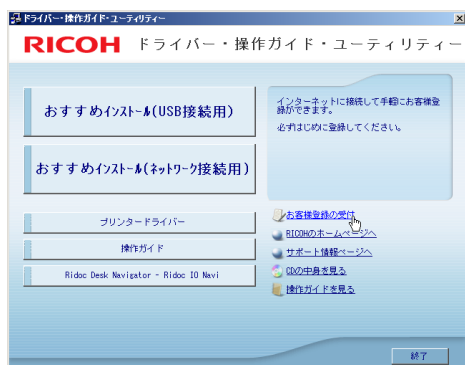 ドライバー・操作ガイド・ユーティリティー
RICOH ドライバー・操作ガイド・ユーティリティー
おすすめインストール(USB接続用)
おすすめインストール(ネットワーク接続用)
プリンタードライバー
操作ガイド
Ridoc Desk Navigator - Ridoc IO Navi
インターネットに接続して手軽にお客様登
録ができます。
必ずはじめに登録してください。
お客様登録の受付
RICOHのホームページへ
サポート情報ページへ
CDの中身を見る
操作ガイドを見る
終了